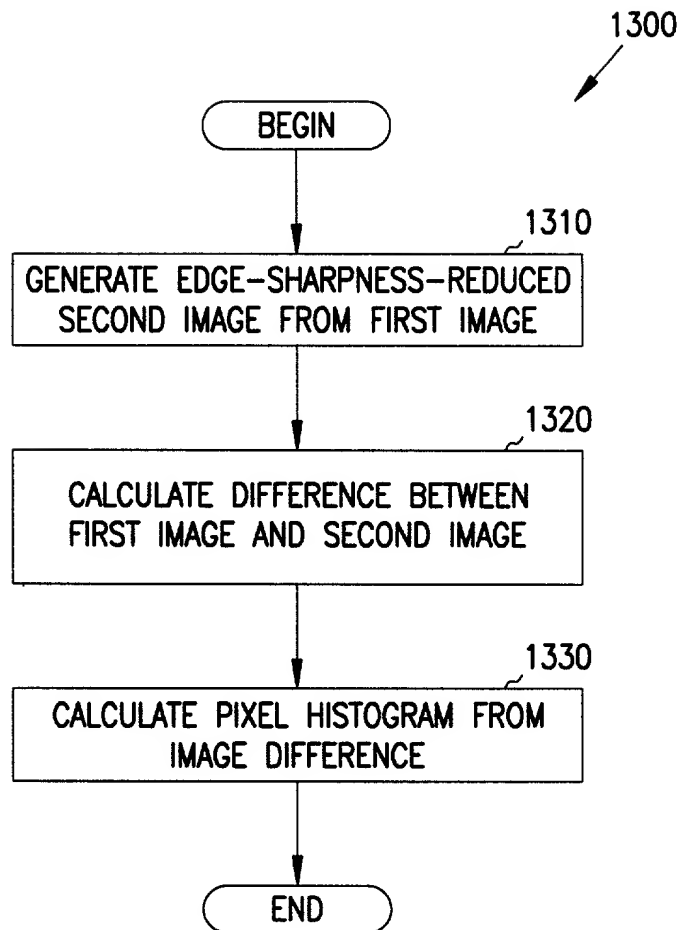 1300
BEGIN
1310
GENERATE EDGE-SHARPNESS-REDUCED
SECOND IMAGE FROM FIRST IMAGE
1320
CALCULATE DIFFERENCE BETWEEN
FIRST IMAGE AND SECOND IMAGE
1330
CALCULATE PIXEL HISTOGRAM FROM
IMAGE DIFFERENCE
END